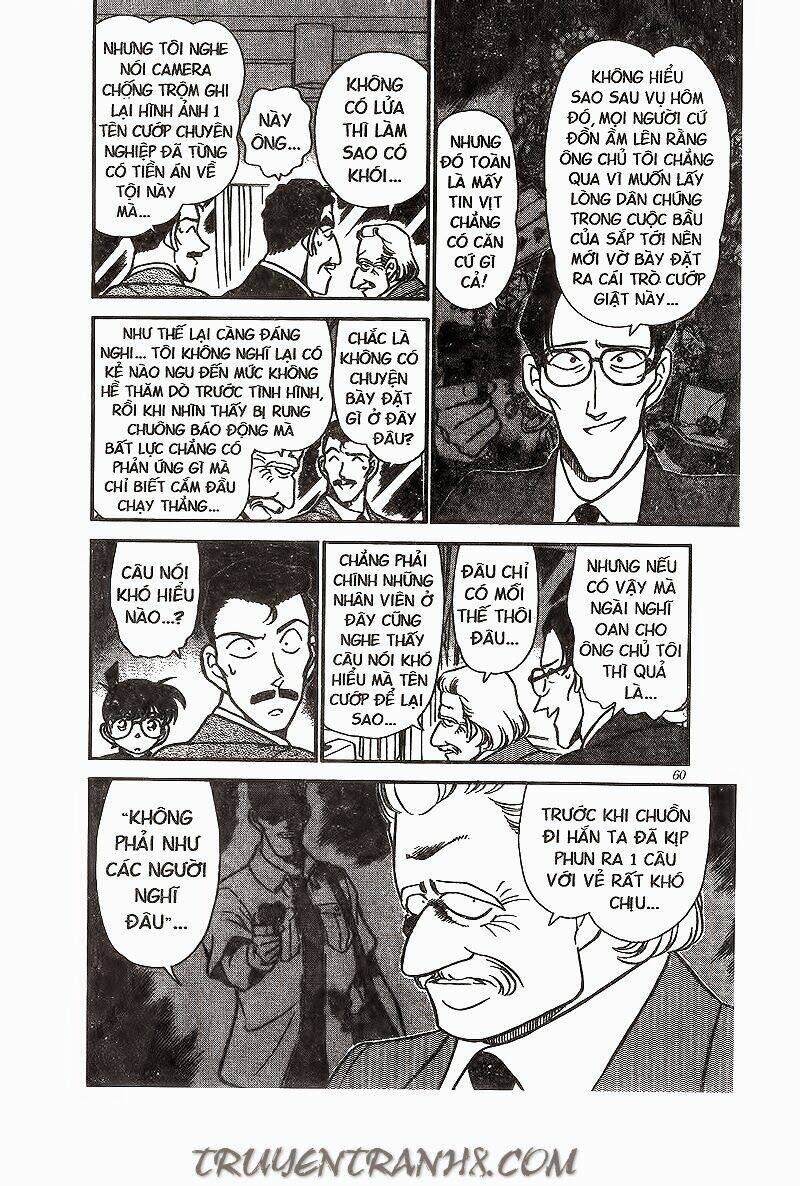 KHÔNG HIỂU
SAO SAU VỤ HÔM
ĐÓ, MỌI NGƯỜI CỨ
ĐỒN ẦM LÊN RẰNG
ÔNG CHỦ TÔI CHẲNG
QUA VÌ MUỐN LẤY
LÒNG DÂN CHÚNG
TRONG CUỘC BẦU
CỦA SẮP TỚI NÊN
MỚI VỜ BÀY ĐẶT
RA CÁI TRÒ CƯỚP
GIẬT NÀY...
NHƯNG
ĐÓ TOÀN
LÀ MẤY
TIN VỊT
CHẲNG
CÓ CĂN
CỨ GÌ
CẢ!
KHÔNG
CÓ LỬA
THÌ LÀM
SAO CÓ
KHÓI...
NÀY
ÔNG...
NHƯNG TÔI NGHE
NÓI CAMERA
CHỐNG TRỘM GHI
LẠI HÌNH ẢNH 1
TÊN CƯỚP CHUYÊN
NGHIỆP ĐÃ TỪNG
CÓ TIỀN ÁN VỀ
TỘI NÀY
MÀ...
CHẮC LÀ
KHÔNG CÓ
CHUYỆN
BÀY ĐẶT
GÌ Ở ĐÂY
ĐÂU?
NHƯ THẾ LẠI CÀNG ĐÁNG
NGHI... TÔI KHÔNG NGHĨ LẠI CÓ
KẺ NÀO NGU ĐẾN MỨC KHÔNG
HỀ THĂM DÒ TRƯỚC TÌNH HÌNH,
RỒI KHI NHÌN THẤY BỊ RUNG
CHUÔNG BÁO ĐỘNG MÀ
BẤT LỰC CHẲNG CÓ
PHẢN ỨNG GÌ MÀ
CHỈ BIẾT CẮM ĐẦU
CHẠY THẲNG...
NHƯNG NẾU
CÓ VẬY MÀ
NGÀI NGHĨ
OAN CHO
ÔNG CHỦ TÔI
THÌ QUẢ
LÀ...
ĐÂU CHỈ
CÓ MỖI
THẾ THÔI
ĐÂU...
CHẲNG PHẢI
CHÍNH NHỮNG
NHÂN VIÊN Ở
ĐÂY CŨNG
NGHE THẤY
CÂU NÓI KHÓ
HIỂU MÀ TÊN
CƯỚP ĐỂ LẠI
SAO...
CÂU NÓI
KHÓ HIỂU
NÀO...?
60
TRƯỚC KHI CHUỒN
ĐI HẮN TA ĐÃ KỊP
PHUN RA 1 CÂU
VỚI VẺ RẤT KHÓ
CHỊU...
"KHÔNG
PHẢI NHƯ
CÁC NGƯỜI
NGHĨ
ĐÂU"...
TRUYENTRANH8.COM